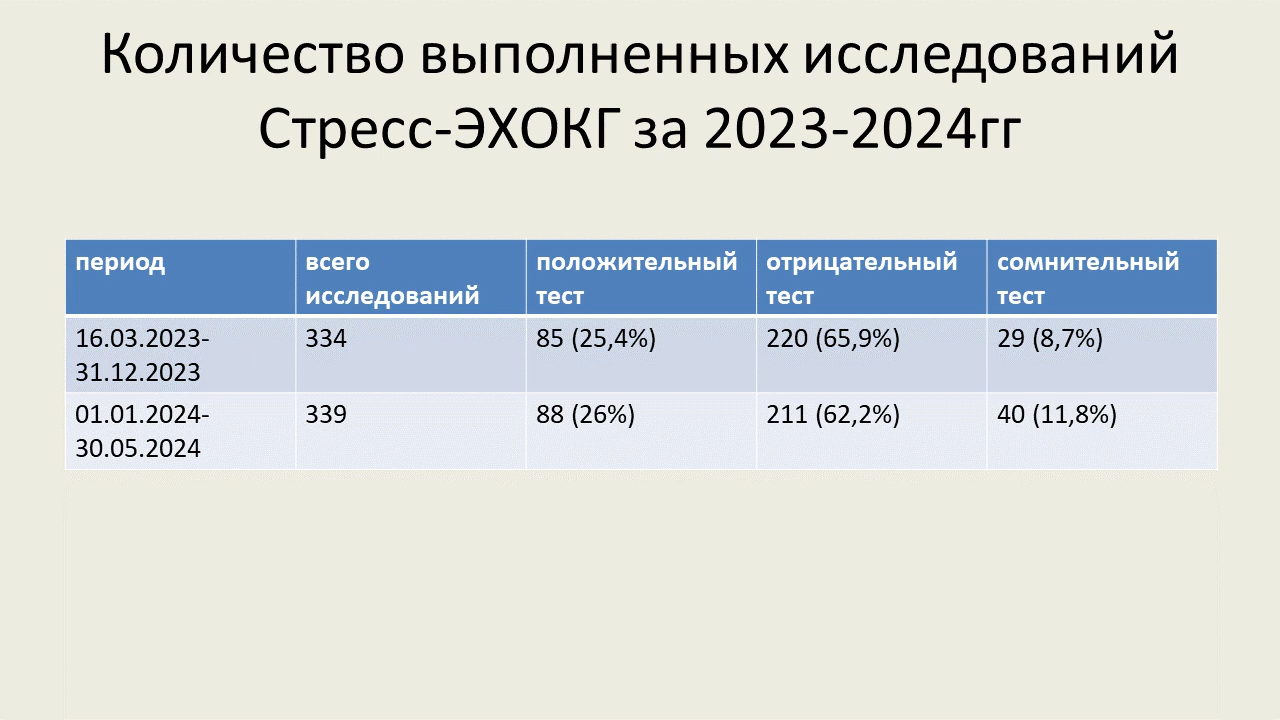 Количество выполненных исследований
Стресс-ЭХОКГ за 2023-2024гг
период
всего
исследований
положительный
тест
отрицательный
тест
сомнительный
тест
16.03.2023-
31.12.2023
334
85 (25,4%)
220 (65,9%)
29 (8,7%)
01.01.2024-
30.05.2024
339
88 (26%)
211 (62,2%)
40 (11,8%)